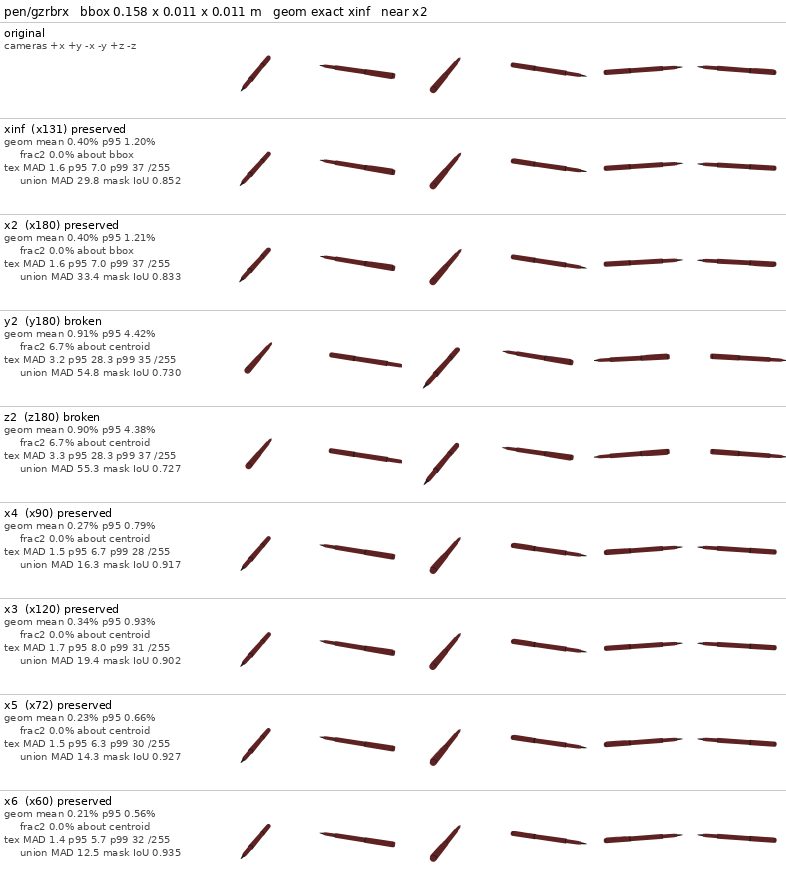 pen/gzrbrx   bbox 0.158 x 0.011 x 0.011 m   geom exact xinf   near x2
original
cameras +x +y -x -y +z -z
xinf  (x131) preserved
geom mean 0.40% p95 1.20%
frac2 0.0% about bbox
tex MAD 1.6 p95 7.0 p99 37 /255
union MAD 29.8 mask IoU 0.852
x2  (x180) preserved
geom mean 0.40% p95 1.21%
frac2 0.0% about bbox
tex MAD 1.6 p95 7.0 p99 37 /255
union MAD 33.4 mask IoU 0.833
y2  (y180) broken
geom mean 0.91% p95 4.42%
frac2 6.7% about centroid
tex MAD 3.2 p95 28.3 p99 35 /255
union MAD 54.8 mask IoU 0.730
z2  (z180) broken
geom mean 0.90% p95 4.38%
frac2 6.7% about centroid
tex MAD 3.3 p95 28.3 p99 37 /255
union MAD 55.3 mask IoU 0.727
x4  (x90) preserved
geom mean 0.27% p95 0.79%
frac2 0.0% about centroid
tex MAD 1.5 p95 6.7 p99 28 /255
union MAD 16.3 mask IoU 0.917
x3  (x120) preserved
geom mean 0.34% p95 0.93%
frac2 0.0% about centroid
tex MAD 1.7 p95 8.0 p99 31 /255
union MAD 19.4 mask IoU 0.902
x5  (x72) preserved
geom mean 0.23% p95 0.66%
frac2 0.0% about centroid
tex MAD 1.5 p95 6.3 p99 30 /255
union MAD 14.3 mask IoU 0.927
x6  (x60) preserved
geom mean 0.21% p95 0.56%
frac2 0.0% about centroid
tex MAD 1.4 p95 5.7 p99 32 /255
union MAD 12.5 mask IoU 0.935